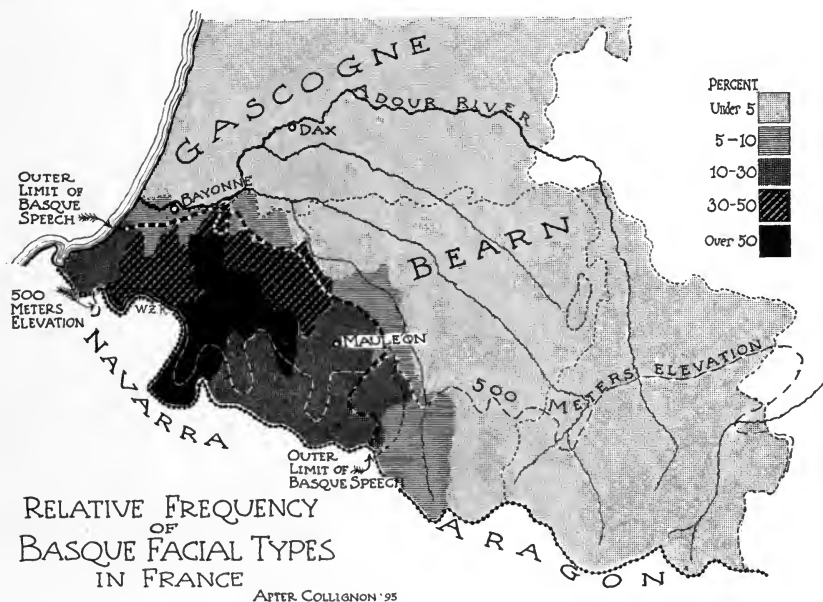 GASCOGNE
ADOUR RIVER
DAX
BAYONNE
OUTER
LIMIT OF
BASQUE
SPEECH
PERCENT
Under 5
5-10
10-30
30-50
Over 50
BEARN
500
METERS
ELEVATION
W.Z.R.
NAVARRA
MAULEON
500
METERS ELEVATION
OUTER
LIMIT OF
BASQUE SPEECH
ARAGON
RELATIVE FREQUENCY
OF
BASQUE FACIAL TYPES
IN FRANCE
AFTER COLLIGNON '95